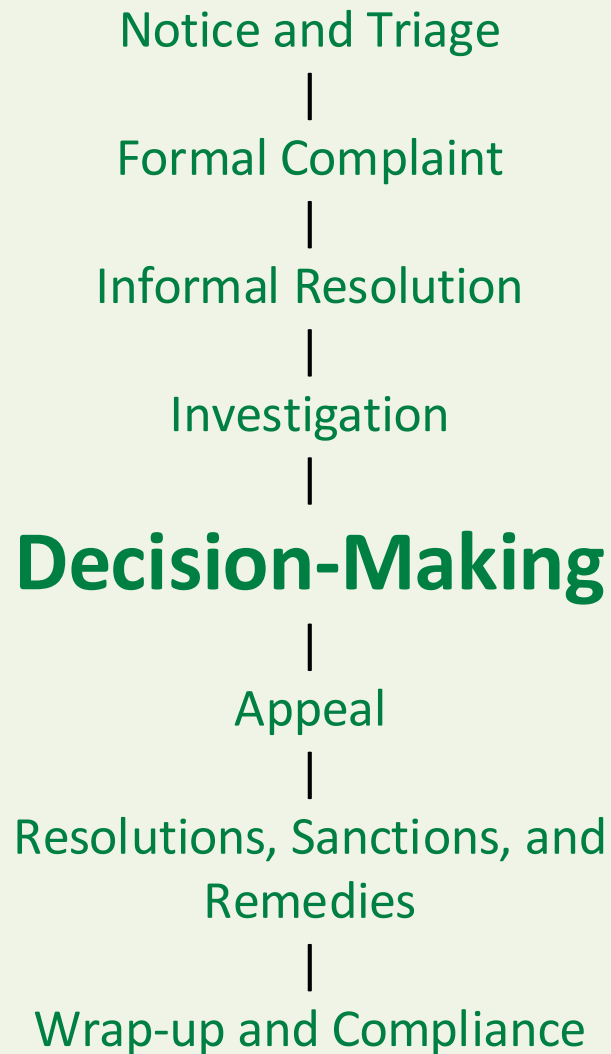 Notice and Triage
Formal Complaint
Informal Resolution
Investigation
Decision-Making
Appeal
Resolutions, Sanctions, and
Remedies
Wrap-up and Compliance